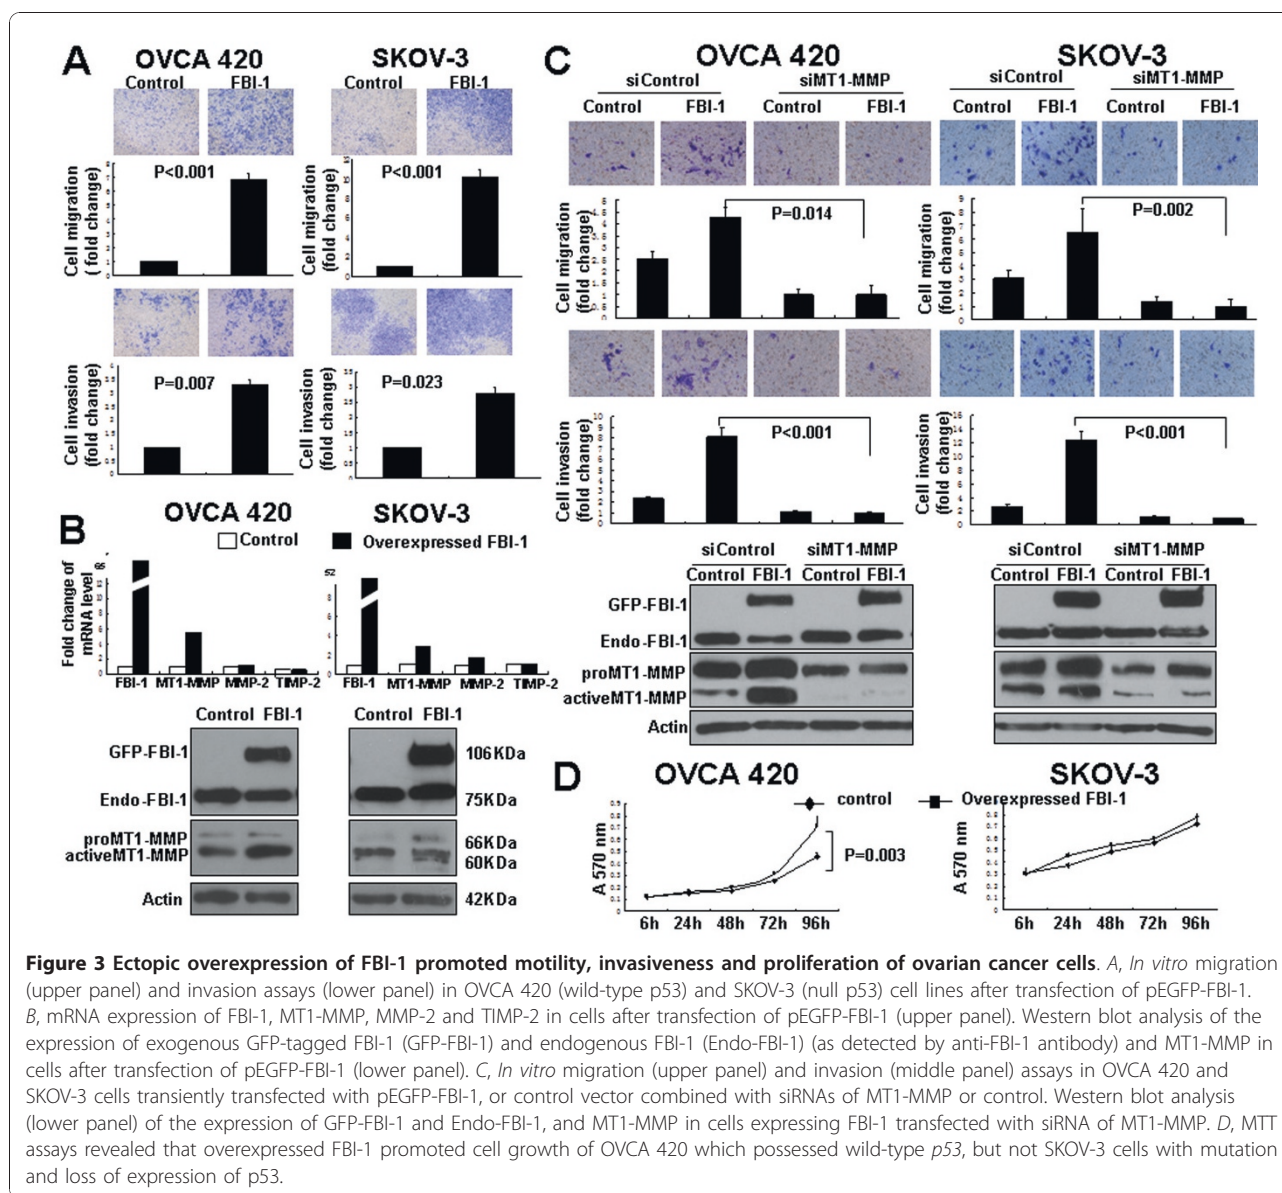 A
OVCA 420
SKOV-3
Control
FBI-1
Control
FBI-1
Cell migration
( fold change)
P<0.001
Cell migration
(fold change)
P<0.001
Cell invasion
(fold change)
P=0.007
Cell invasion
(fold change)
P=0.023
B
OVCA 420
SKOV-3
Control
Overexpressed FBI-1
Fold change of
mRNA level
FBI-1 MT1-MMP MMP-2 TIMP-2
FBI-1 MT1-MMP MMP-2 TIMP-2
Control FBI-1
Control FBI-1
GFP-FBI-1
106KDa
Endo-FBI-1
75KDa
proMT1-MMP
66KDa
activeMT1-MMP
60KDa
Actin
42KDa
C
OVCA 420
SKOV-3
siControl
siMT1-MMP
siControl
siMT1-MMP
Control
FBI-1
Control
FBI-1
Control
FBI-1
Control
FBI-1
Cell migration
(fold change)
P=0.014
Cell migration
(fold change)
P=0.002
Cell invasion
(fold change)
P<0.001
Cell invasion
(fold change)
P<0.001
siControl
siMT1-MMP
siControl
siMT1-MMP
Control FBI-1 Control FBI-1
Control FBI-1 Control FBI-1
GFP-FBI-1
Endo-FBI-1
proMT1-MMP
activeMT1-MMP
Actin
D
OVCA 420
SKOV-3
control
Overexpressed FBI-1
A 570 nm
P=0.003
6h 24h 48h 72h 96h
A 570 nm
6h 24h 48h 72h 96h
Figure 3 Ectopic overexpression of FBI-1 promoted motility, invasiveness and proliferation of ovarian cancer cells. A, In vitro migration
(upper panel) and invasion assays (lower panel) in OVCA 420 (wild-type p53) and SKOV-3 (null p53) cell lines after transfection of pEGFP-FBI-1.
B, mRNA expression of FBI-1, MT1-MMP, MMP-2 and TIMP-2 in cells after transfection of pEGFP-FBI-1 (upper panel). Western blot analysis of the
expression of exogenous GFP-tagged FBI-1 (GFP-FBI-1) and endogenous FBI-1 (Endo-FBI-1) (as detected by anti-FBI-1 antibody) and MT1-MMP in
cells after transfection of pEGFP-FBI-1 (lower panel). C, In vitro migration (upper panel) and invasion (middle panel) assays in OVCA 420 and
SKOV-3 cells transiently transfected with pEGFP-FBI-1, or control vector combined with siRNAs of MT1-MMP or control. Western blot analysis
(lower panel) of the expression of GFP-FBI-1 and Endo-FBI-1, and MT1-MMP in cells expressing FBI-1 transfected with siRNA of MT1-MMP. D, MTT
assays revealed that overexpressed FBI-1 promoted cell growth of OVCA 420 which possessed wild-type p53, but not SKOV-3 cells with mutation
and loss of expression of p53.